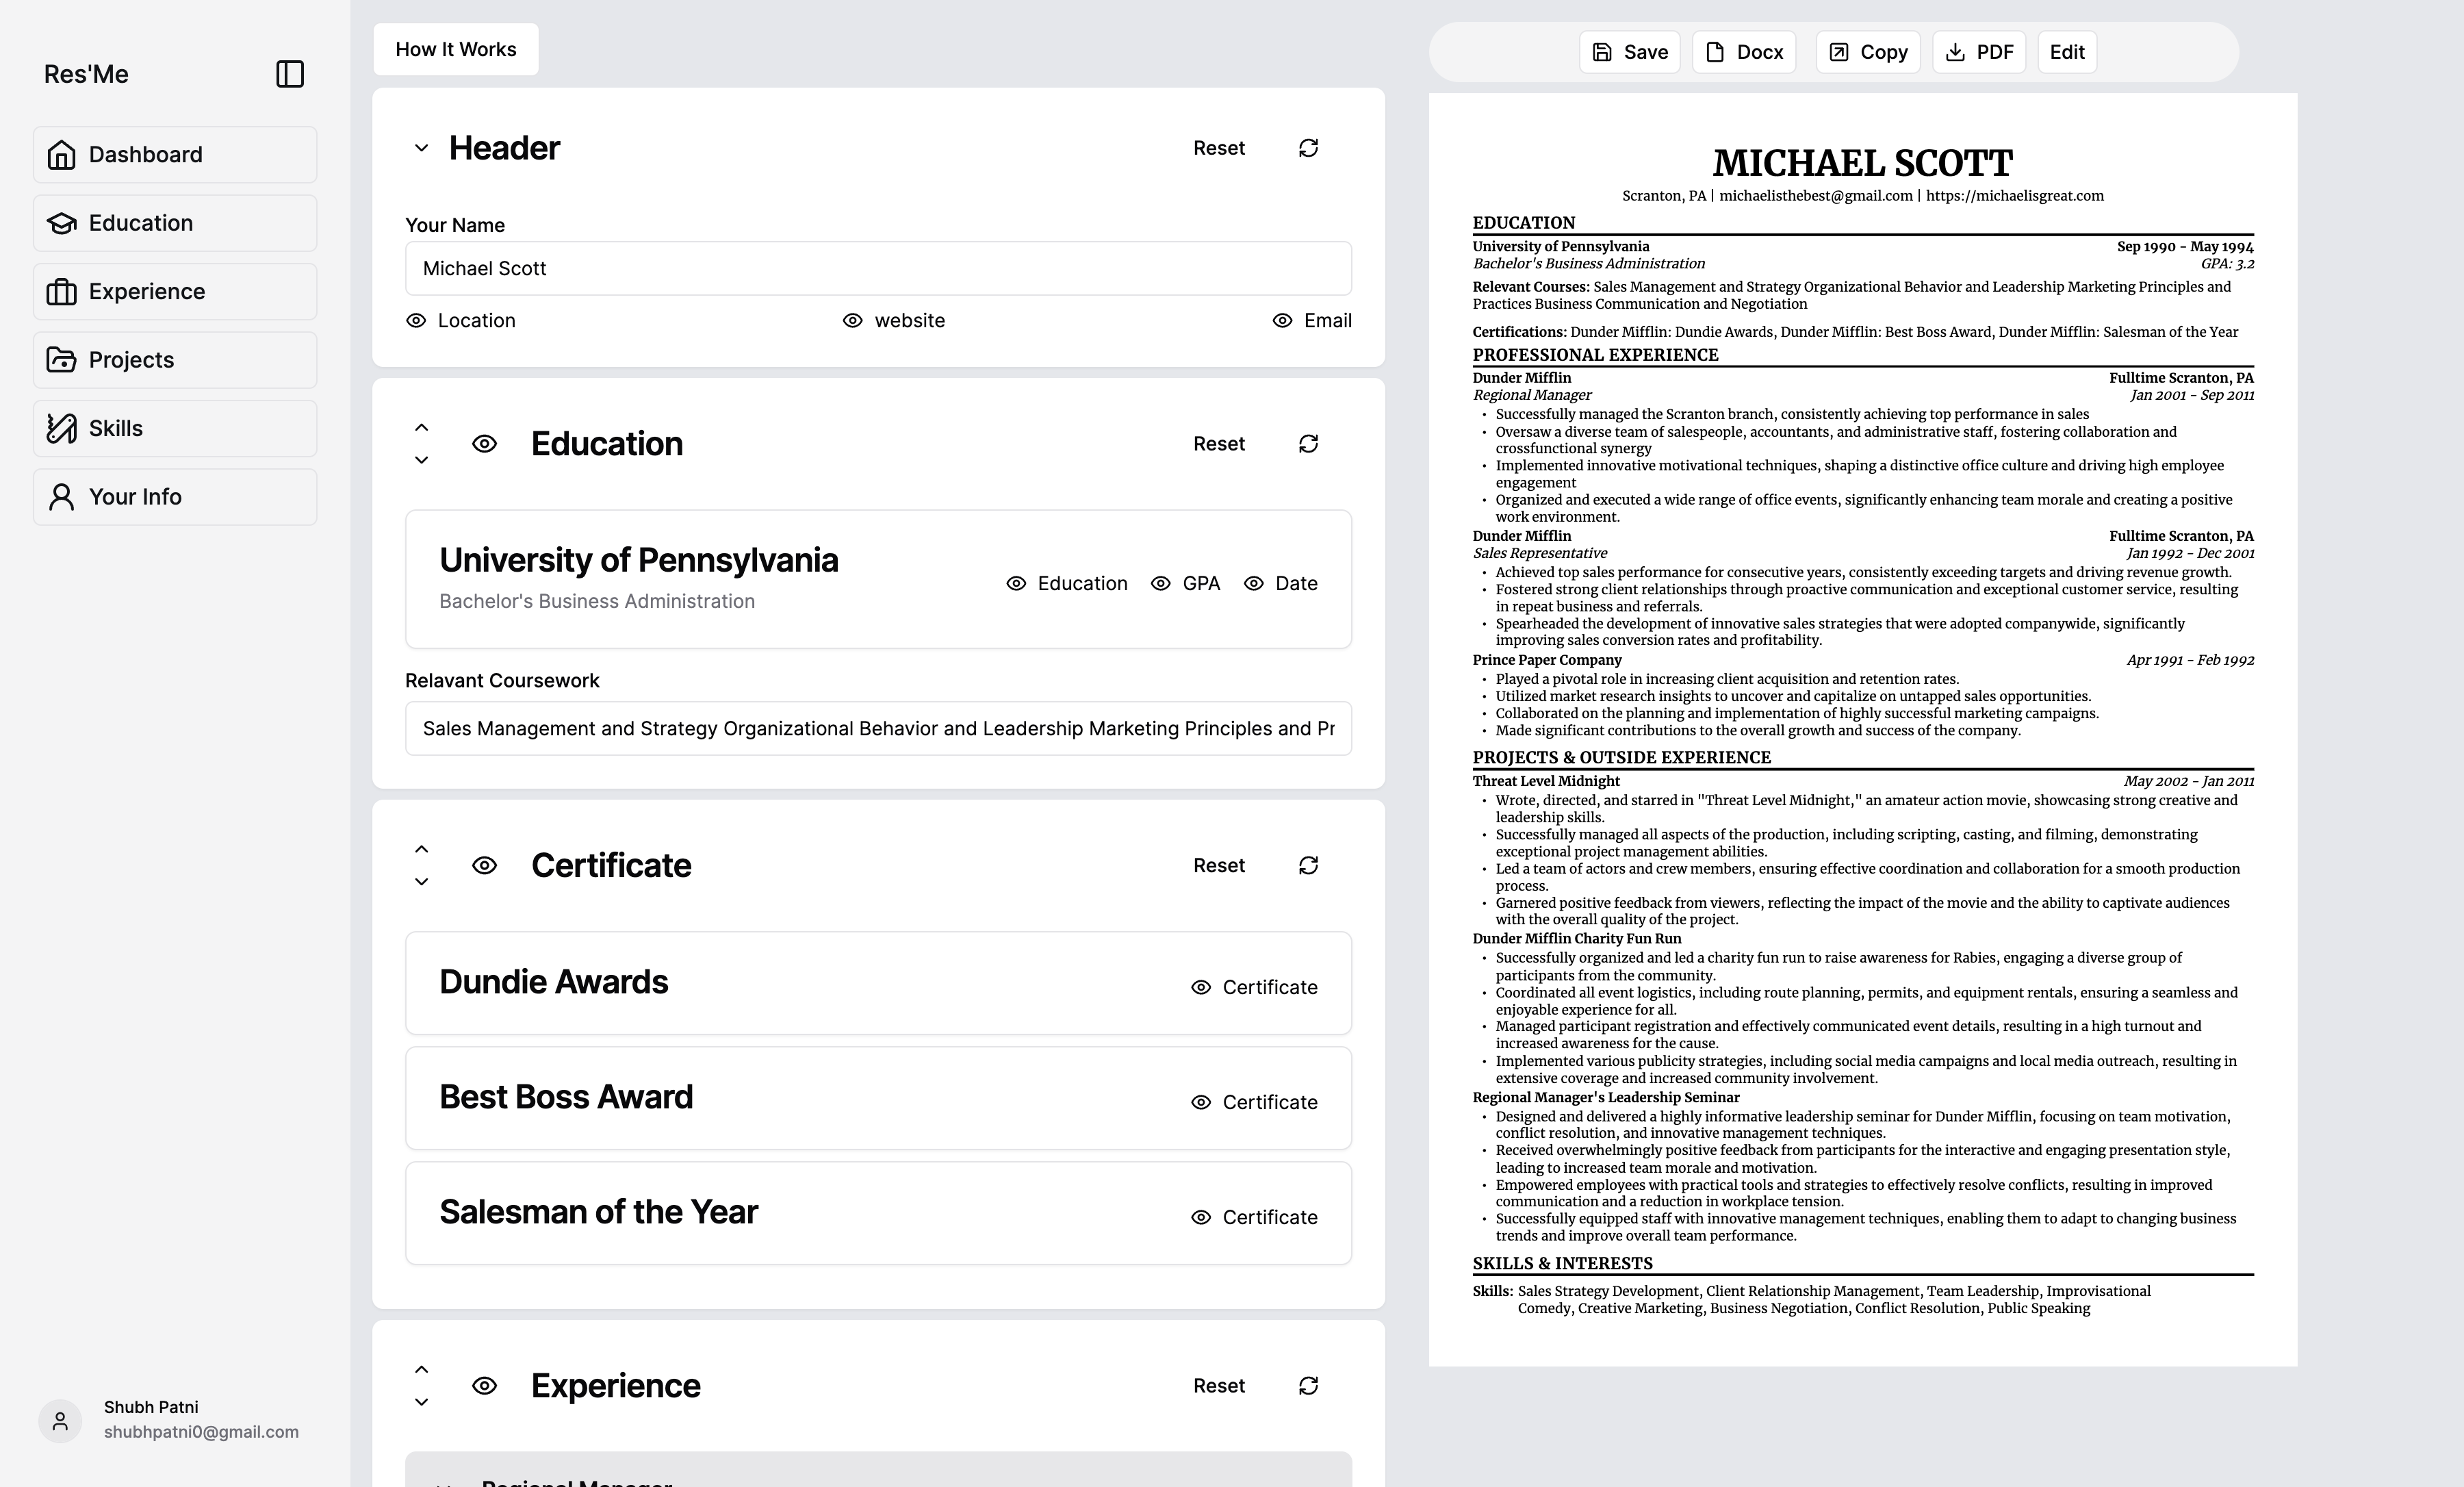 Res'Me
Dashboard
Education
Experience
Projects
Skills
Your Info
Shubh Patni
shubhpatni0@gmail.com
How It Works
Header
Reset
Your Name
Michael Scott
Location
website
Email
Education
Reset
University of Pennsylvania
Bachelor's Business Administration
Education
GPA
Date
Relavant Coursework
Sales Management and Strategy Organizational Behavior and Leadership Marketing Principles and Pr
Certificate
Reset
Dundie Awards
Certificate
Best Boss Award
Certificate
Salesman of the Year
Certificate
Experience
Reset
Regional Manager
Save
Docx
Copy
PDF
Edit
MICHAEL SCOTT
Scranton, PA | michaelisthebest@gmail.com | https://michaelisgreat.com
EDUCATION
University of Pennsylvania Sep 1990 - May 1994
Bachelor's Business Administration GPA: 3.2
Relevant Courses: Sales Management and Strategy Organizational Behavior and Leadership Marketing Principles and
Practices Business Communication and Negotiation
Certifications: Dunder Mifflin: Dundie Awards, Dunder Mifflin: Best Boss Award, Dunder Mifflin: Salesman of the Year
PROFESSIONAL EXPERIENCE
Dunder Mifflin Fulltime Scranton, PA
Regional Manager Jan 2001 - Sep 2011
• Successfully managed the Scranton branch, consistently achieving top performance in sales
• Oversaw a diverse team of salespeople, accountants, and administrative staff, fostering collaboration and
crossfunctional synergy
• Implemented innovative motivational techniques, shaping a distinctive office culture and driving high employee
engagement
• Organized and executed a wide range of office events, significantly enhancing team morale and creating a positive
work environment.
Dunder Mifflin Fulltime Scranton, PA
Sales Representative Jan 1992 - Dec 2001
• Achieved top sales performance for consecutive years, consistently exceeding targets and driving revenue growth.
• Fostered strong client relationships through proactive communication and exceptional customer service, resulting
in repeat business and referrals.
• Spearheaded the development of innovative sales strategies that were adopted companywide, significantly
improving sales conversion rates and profitability.
Prince Paper Company Apr 1991 - Feb 1992
• Played a pivotal role in increasing client acquisition and retention rates.
• Utilized market research insights to uncover and capitalize on untapped sales opportunities.
• Collaborated on the planning and implementation of highly successful marketing campaigns.
• Made significant contributions to the overall growth and success of the company.
PROJECTS & OUTSIDE EXPERIENCE
Threat Level Midnight May 2002 - Jan 2011
• Wrote, directed, and starred in "Threat Level Midnight," an amateur action movie, showcasing strong creative and
leadership skills.
• Successfully managed all aspects of the production, including scripting, casting, and filming, demonstrating
exceptional project management abilities.
• Led a team of actors and crew members, ensuring effective coordination and collaboration for a smooth production
process.
• Garnered positive feedback from viewers, reflecting the impact of the movie and the ability to captivate audiences
with the overall quality of the project.
Dunder Mifflin Charity Fun Run
• Successfully organized and led a charity fun run to raise awareness for Rabies, engaging a diverse group of
participants from the community.
• Coordinated all event logistics, including route planning, permits, and equipment rentals, ensuring a seamless and
enjoyable experience for all.
• Managed participant registration and effectively communicated event details, resulting in a high turnout and
increased awareness for the cause.
• Implemented various publicity strategies, including social media campaigns and local media outreach, resulting in
extensive coverage and increased community involvement.
Regional Manager's Leadership Seminar
• Designed and delivered a highly informative leadership seminar for Dunder Mifflin, focusing on team motivation,
conflict resolution, and innovative management techniques.
• Received overwhelmingly positive feedback from participants for the interactive and engaging presentation style,
leading to increased team morale and motivation.
• Empowered employees with practical tools and strategies to effectively resolve conflicts, resulting in improved
communication and a reduction in workplace tension.
• Successfully equipped staff with innovative management techniques, enabling them to adapt to changing business
trends and improve overall team performance.
SKILLS & INTERESTS
Skills: Sales Strategy Development, Client Relationship Management, Team Leadership, Improvisational
Comedy, Creative Marketing, Business Negotiation, Conflict Resolution, Public Speaking